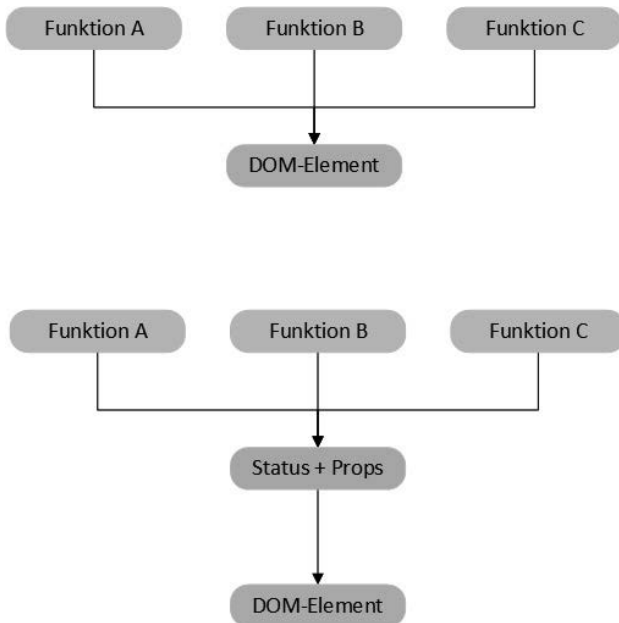 Funktion A
Funktion B
Funktion C
DOM-Element
Funktion A
Funktion B
Funktion C
Status + Props
DOM-Element